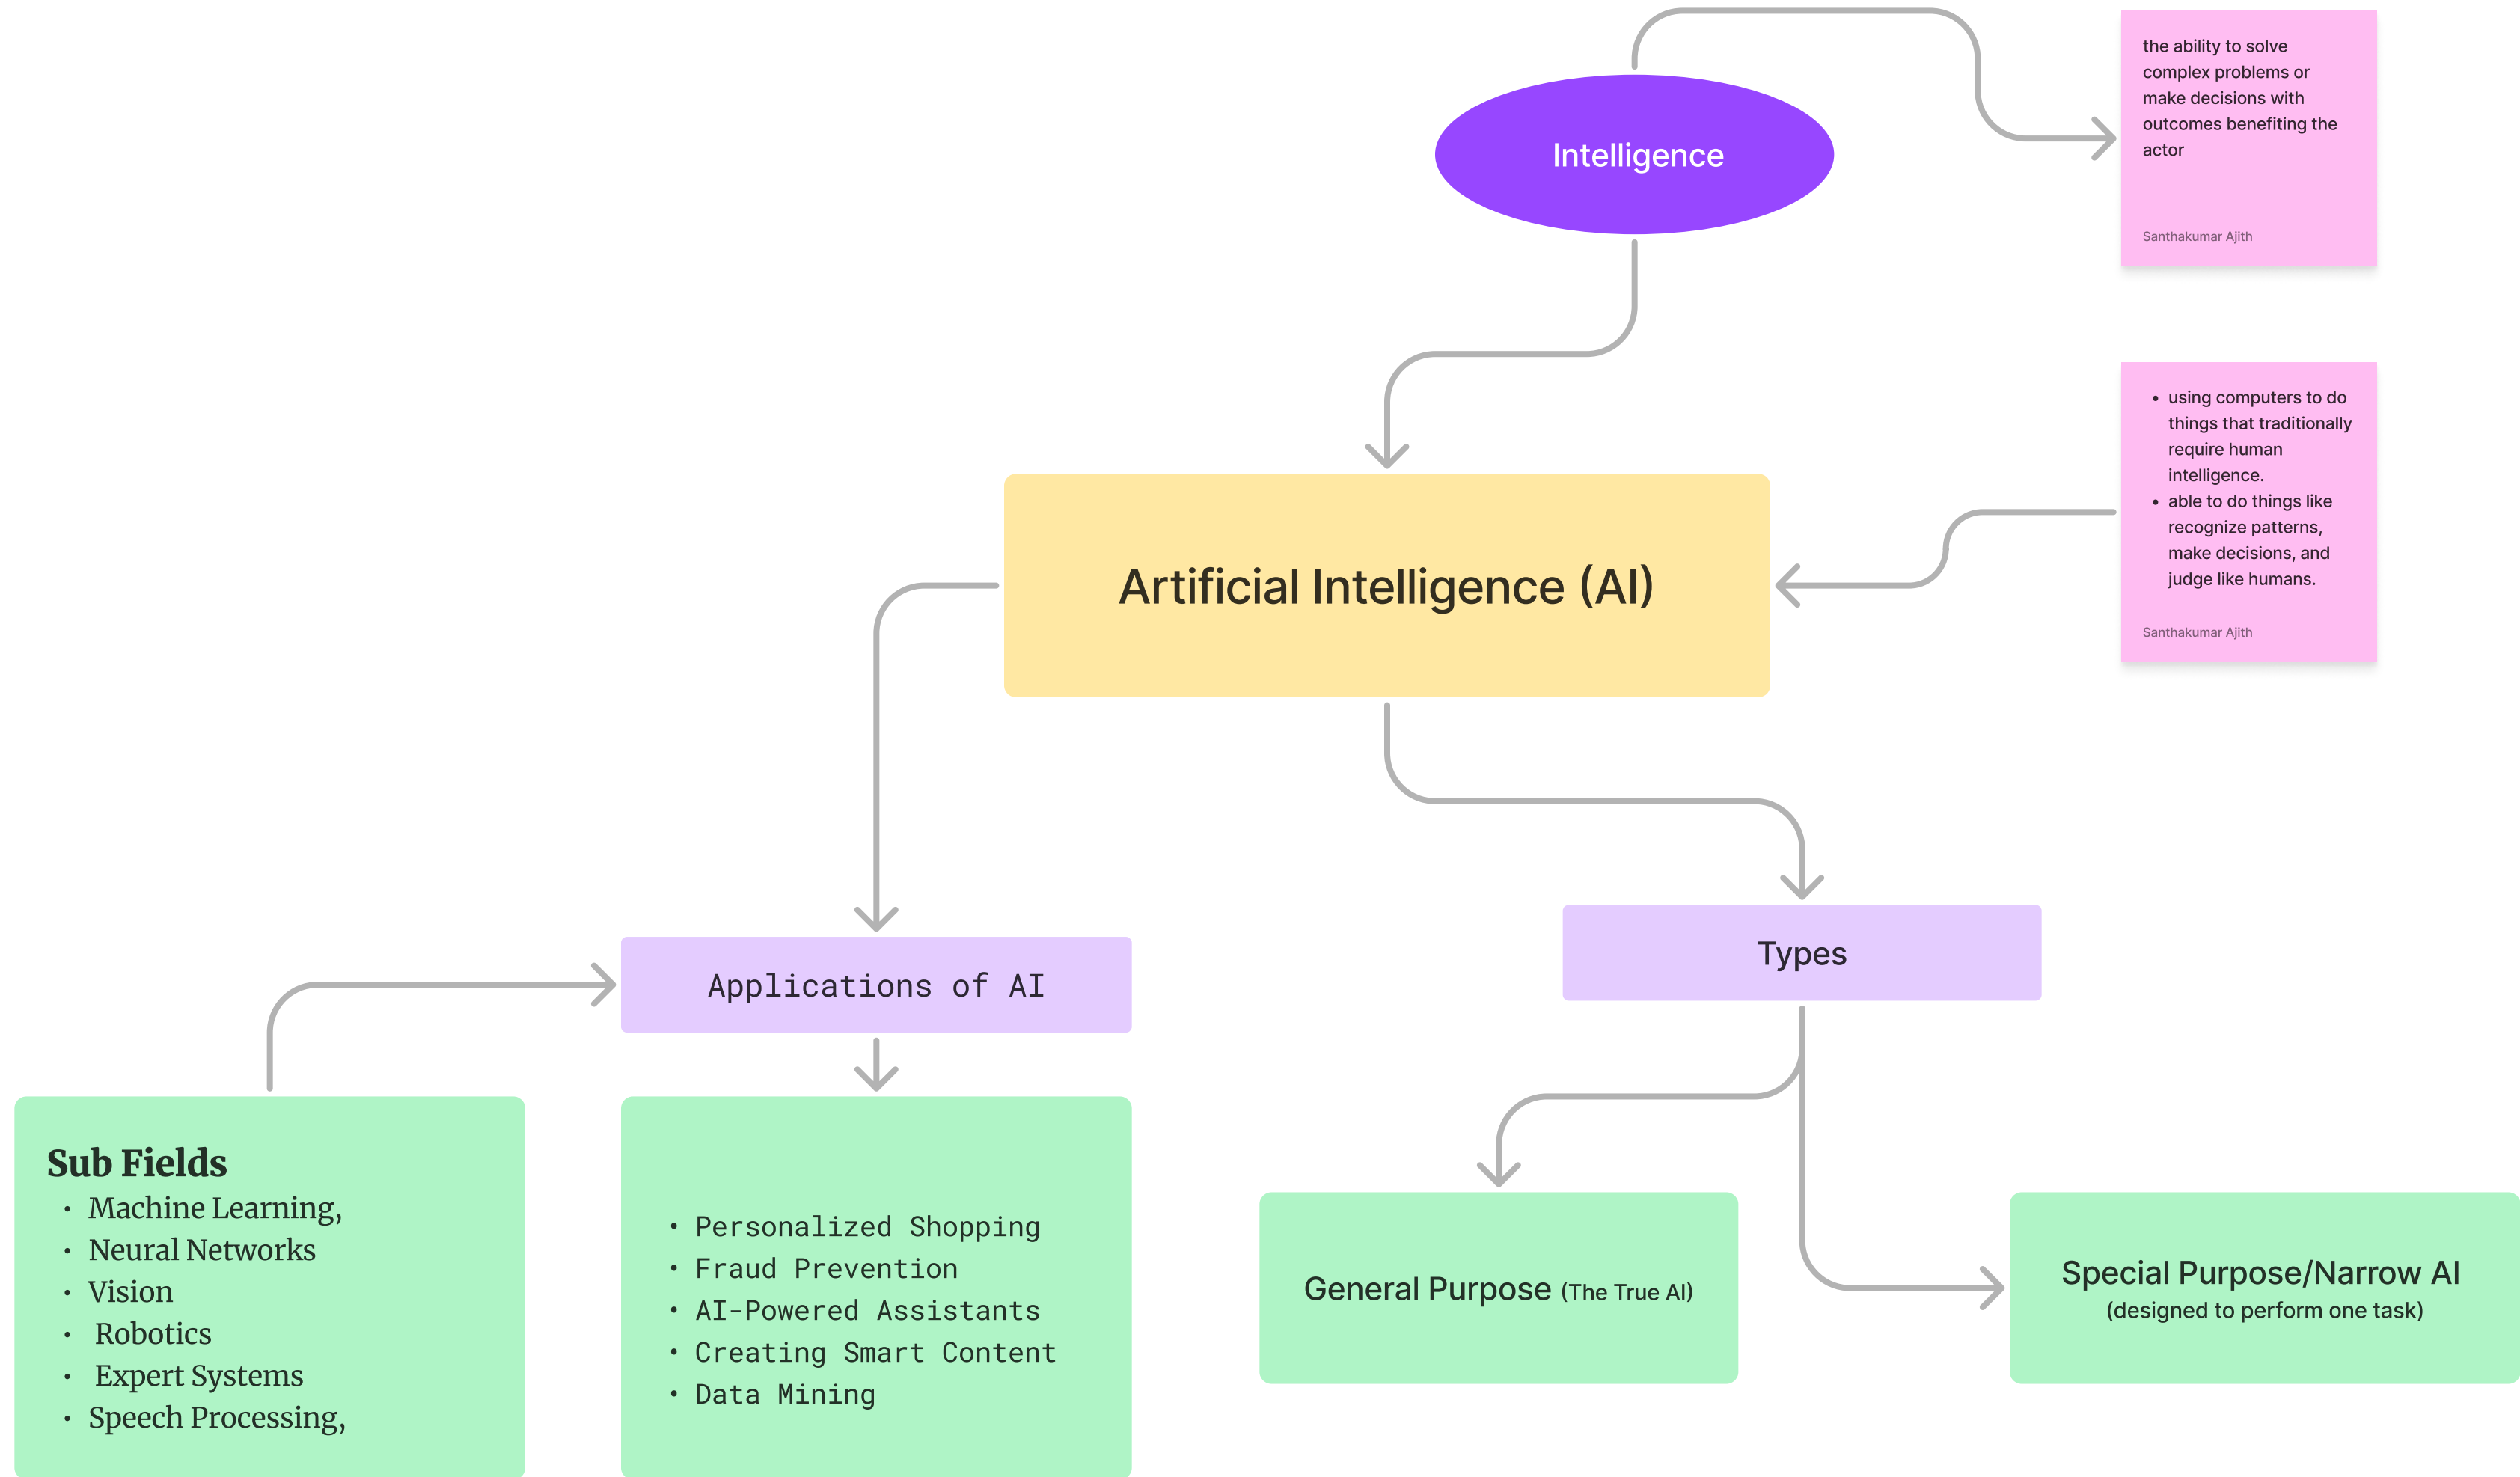 Intelligence
the ability to solve
complex problems or
make decisions with
outcomes benefiting the
actor
Santhakumar Ajith
• using computers to do
things that traditionally
require human
intelligence.
• able to do things like
recognize patterns,
make decisions, and
judge like humans.
Santhakumar Ajith
Artificial Intelligence (AI)
Applications of AI
Types
Sub Fields
• Machine Learning,
• Neural Networks
• Vision
• Robotics
• Expert Systems
• Speech Processing,
• Personalized Shopping
• Fraud Prevention
• AI-Powered Assistants
• Creating Smart Content
• Data Mining
General Purpose (The True AI)
Special Purpose/Narrow AI
(designed to perform one task)